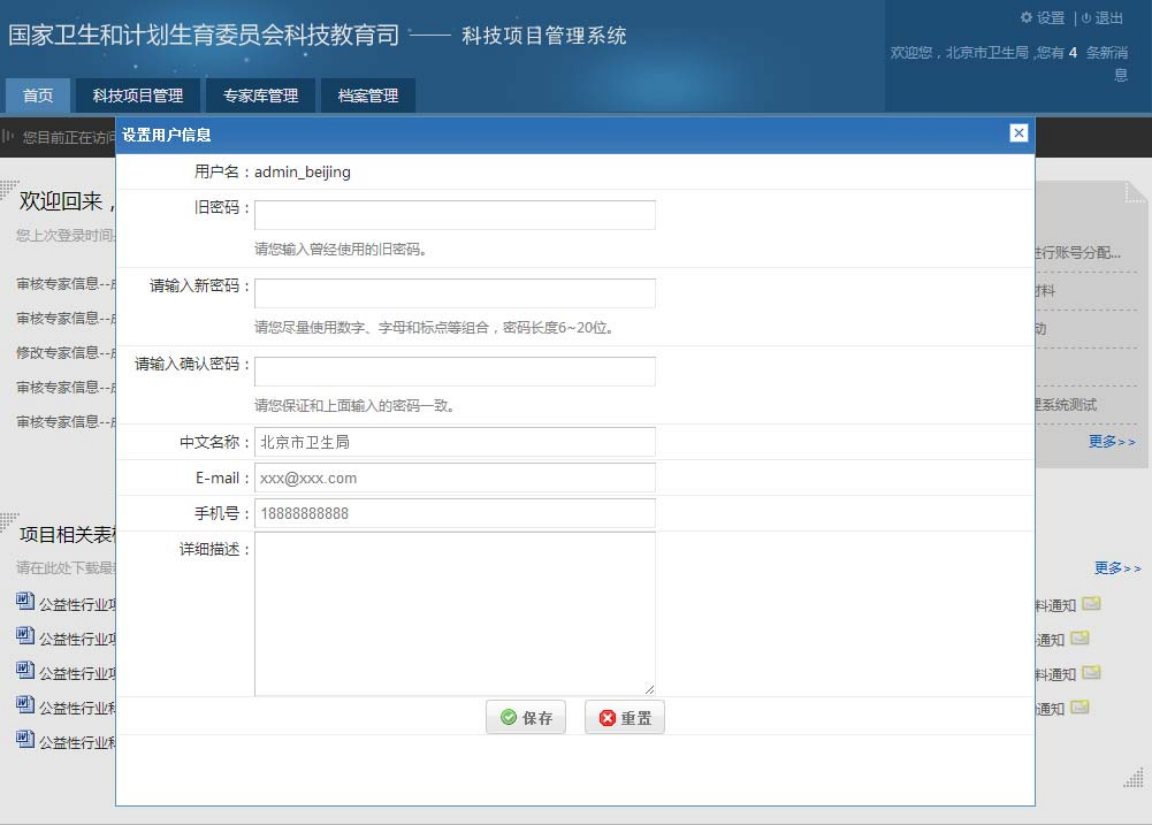 国家卫生和计划生育委员会科技教育司 —— 科技项目管理系统
设置 | 退出
欢迎您，北京市卫生局 ,您有 4 条新消
息
首页 科技项目管理 专家库管理 档案管理
您目前正在访问
设置用户信息
欢迎回来，
您上次登录时间
审核专家信息--
审核专家信息--
修改专家信息--
审核专家信息--
审核专家信息--
用户名：admin_beijing
旧密码：
请您输入曾经使用的旧密码。
请输入新密码：
请您尽量使用数字、字母和标点等组合，密码长度6~20位。
请输入确认密码：
请您保证和上面输入的密码一致。
中文名称：北京市卫生局
E-mail：xxx@xxx.com
手机号：18888888888
详细描述：
保存 重置
行账号分配...
材料
动
理系统测试
更多>>
项目相关表
请在此处下载最
公益性行业项
公益性行业项
公益性行业项
公益性行业科
公益性行业科
更多>>
料通知
通知
料通知
通知